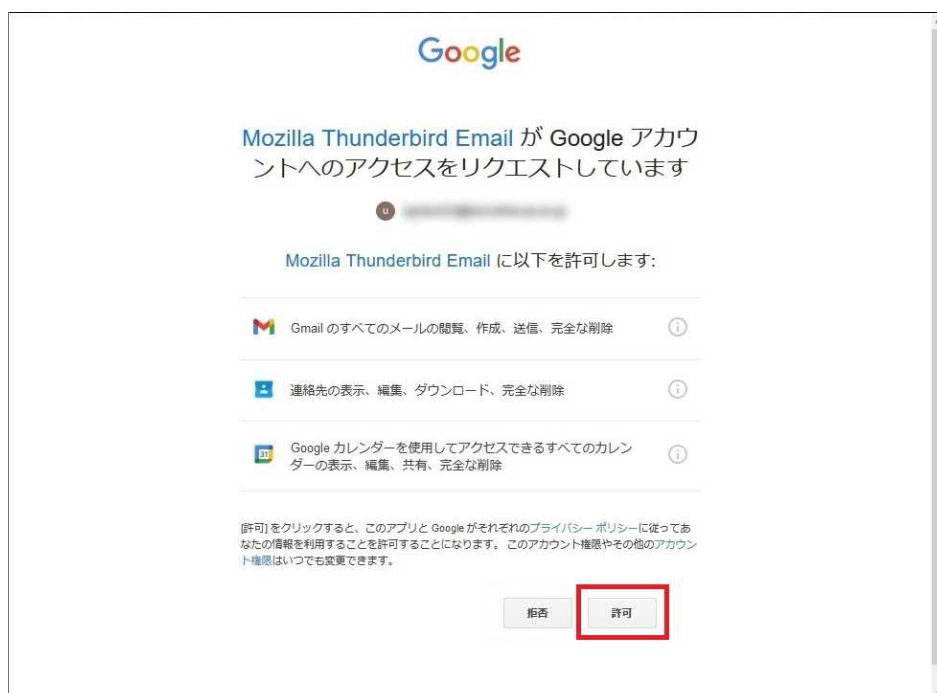 Google
Mozilla Thunderbird Email が Google アカウ
ントへのアクセスをリクエストしています
u
Mozilla Thunderbird Email に以下を許可します:
Gmail のすべてのメールの閲覧、作成、送信、完全な削除
連絡先の表示、編集、ダウンロード、完全な削除
31
Google カレンダーを使用してアクセスできるすべてのカレン
ダーの表示、編集、共有、完全な削除
[許可] をクリックすると、このアプリと Google がそれぞれのプライバシー ポリシーに従ってあ
なたの情報を利用することを許可することになります。 このアカウント権限やその他のアカウン
ト権限はいつでも変更できます。
拒否 許可